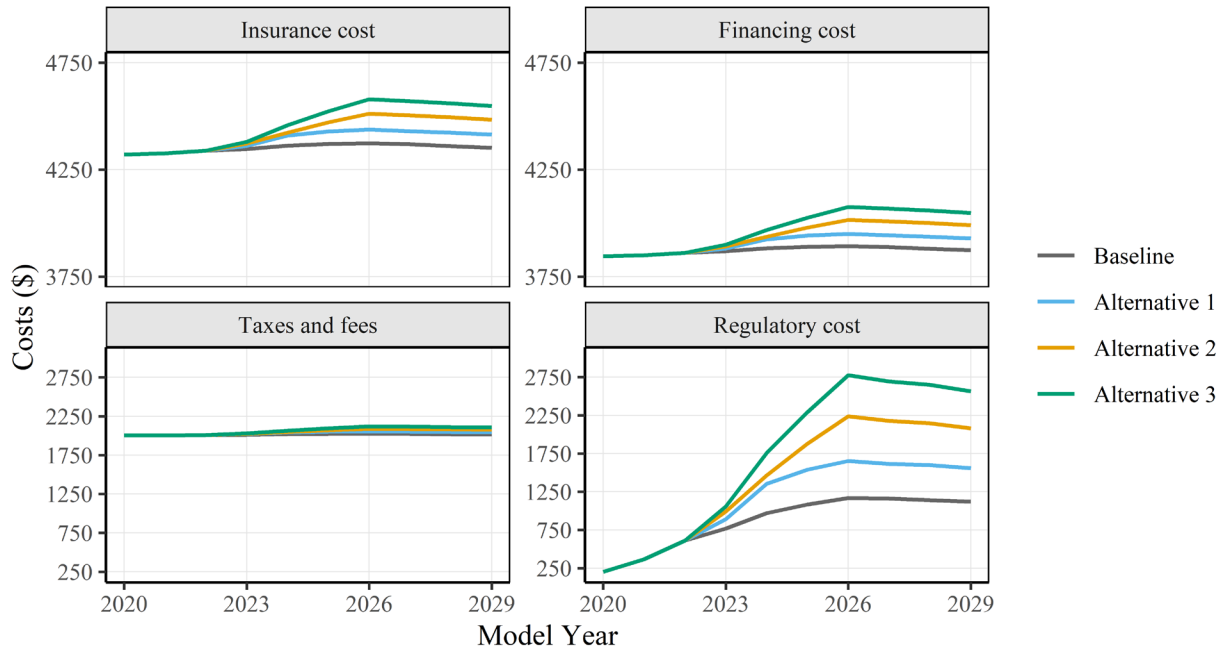 Insurance cost
Financing cost
4750
4250
3750
4750
4250
3750
Taxes and fees
Regulatory cost
2750
2250
1750
1250
750
250
2750
2250
1750
1250
750
250
2020
2023
2026
2029
2020
2023
2026
2029
Costs ($)
Model Year
Baseline
Alternative 1
Alternative 2
Alternative 3